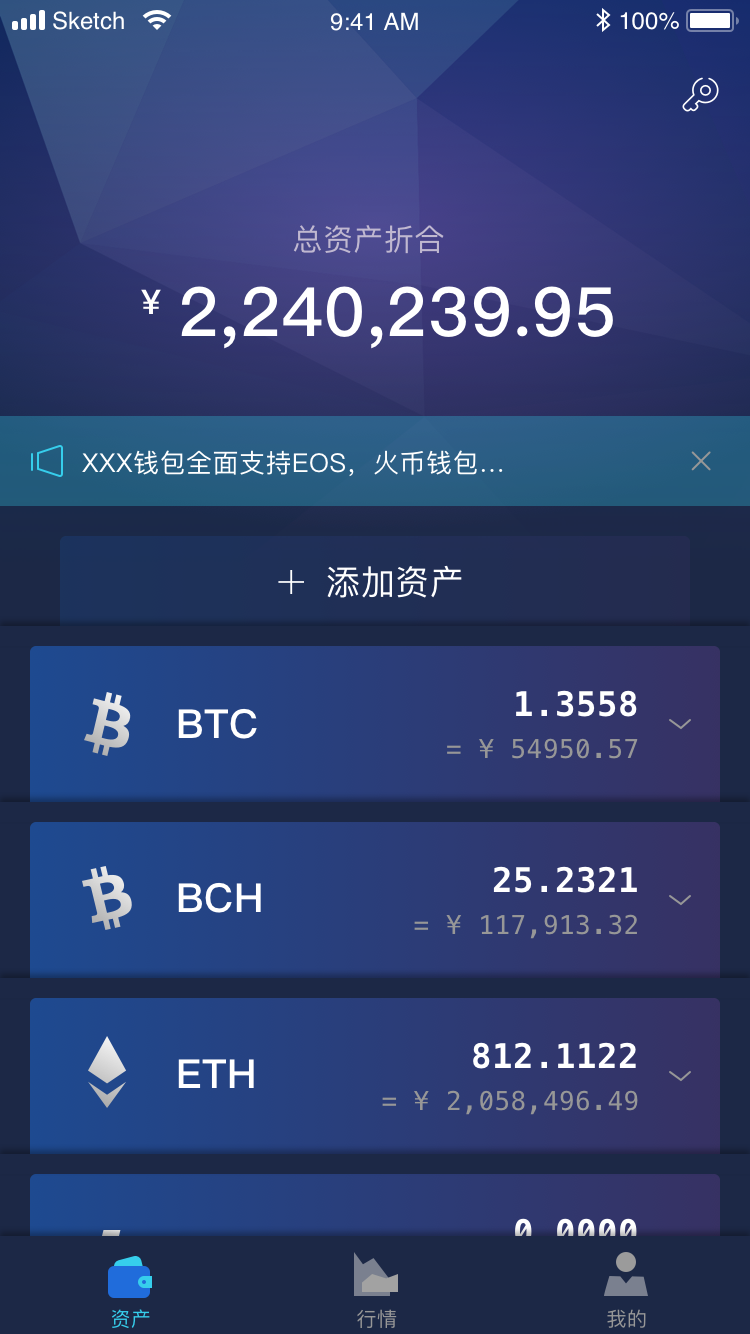 Sketch 9:41 AM 100%
总资产折合
¥ 2,240,239.95
XXX钱包全面支持EOS，火币钱包...
＋ 添加资产
BTC 1.3558
= ¥ 54950.57
BCH 25.2321
= ¥ 117,913.32
ETH 812.1122
= ¥ 2,058,496.49
0.0000
资产 行情 我的